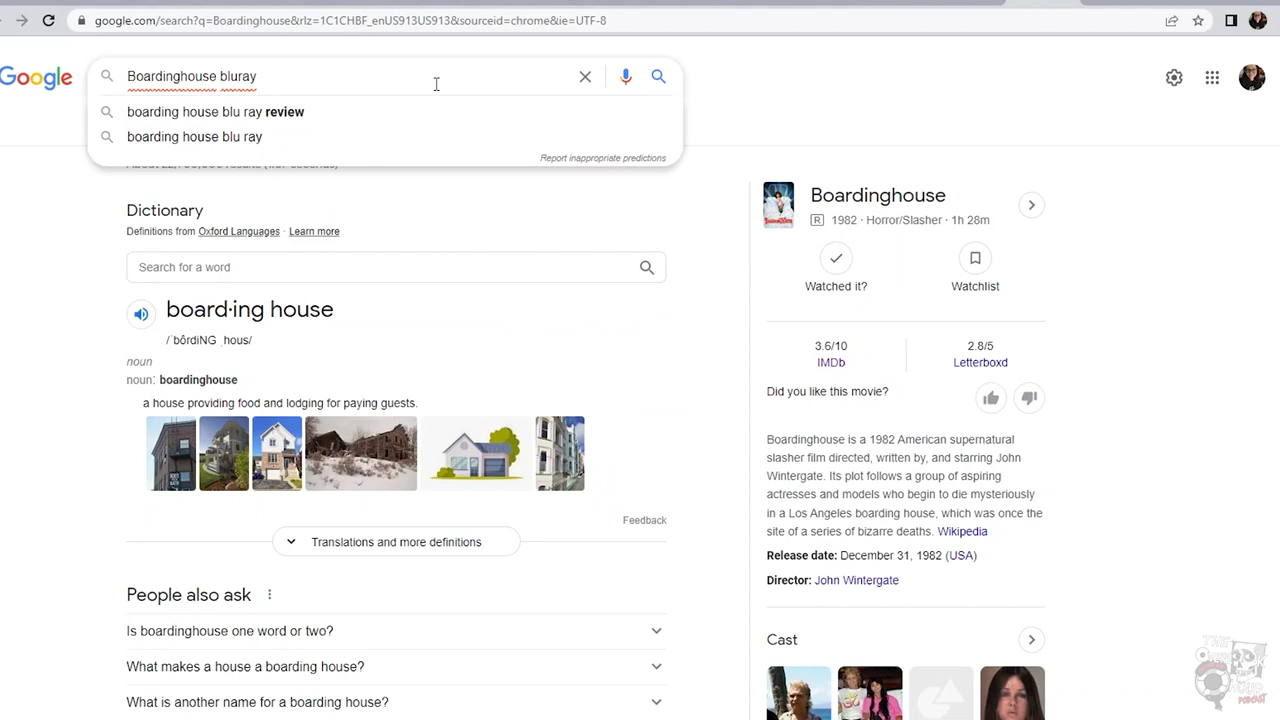 google.com/search?q=Boardinghouse&rlz=1C1CHBF_enUS913US913&sourceid=chrome&ie=UTF-8
Google
Boardinghouse bluray
boarding house blu ray review
boarding house blu ray
Report inappropriate predictions
Dictionary
Definitions from Oxford Languages · Learn more
Search for a word
board·ing house
/ˈbôrdiNG ˌhous/
noun
noun: boardinghouse
a house providing food and lodging for paying guests.
Feedback
Translations and more definitions
People also ask
Is boardinghouse one word or two?
What makes a house a boarding house?
What is another name for a boarding house?
Boardinghouse
R 1982 ‧ Horror/Slasher ‧ 1h 28m
Watched it?
Watchlist
3.6/10
IMDb
2.8/5
Letterboxd
Did you like this movie?
Boardinghouse is a 1982 American supernatural
slasher film directed, written by, and starring John
Wintergate. Its plot follows a group of aspiring
actresses and models who begin to die mysteriously
in a Los Angeles boarding house, which was once the
site of a series of bizarre deaths. Wikipedia
Release date: December 31, 1982 (USA)
Director: John Wintergate
Cast
THE
PODCAST